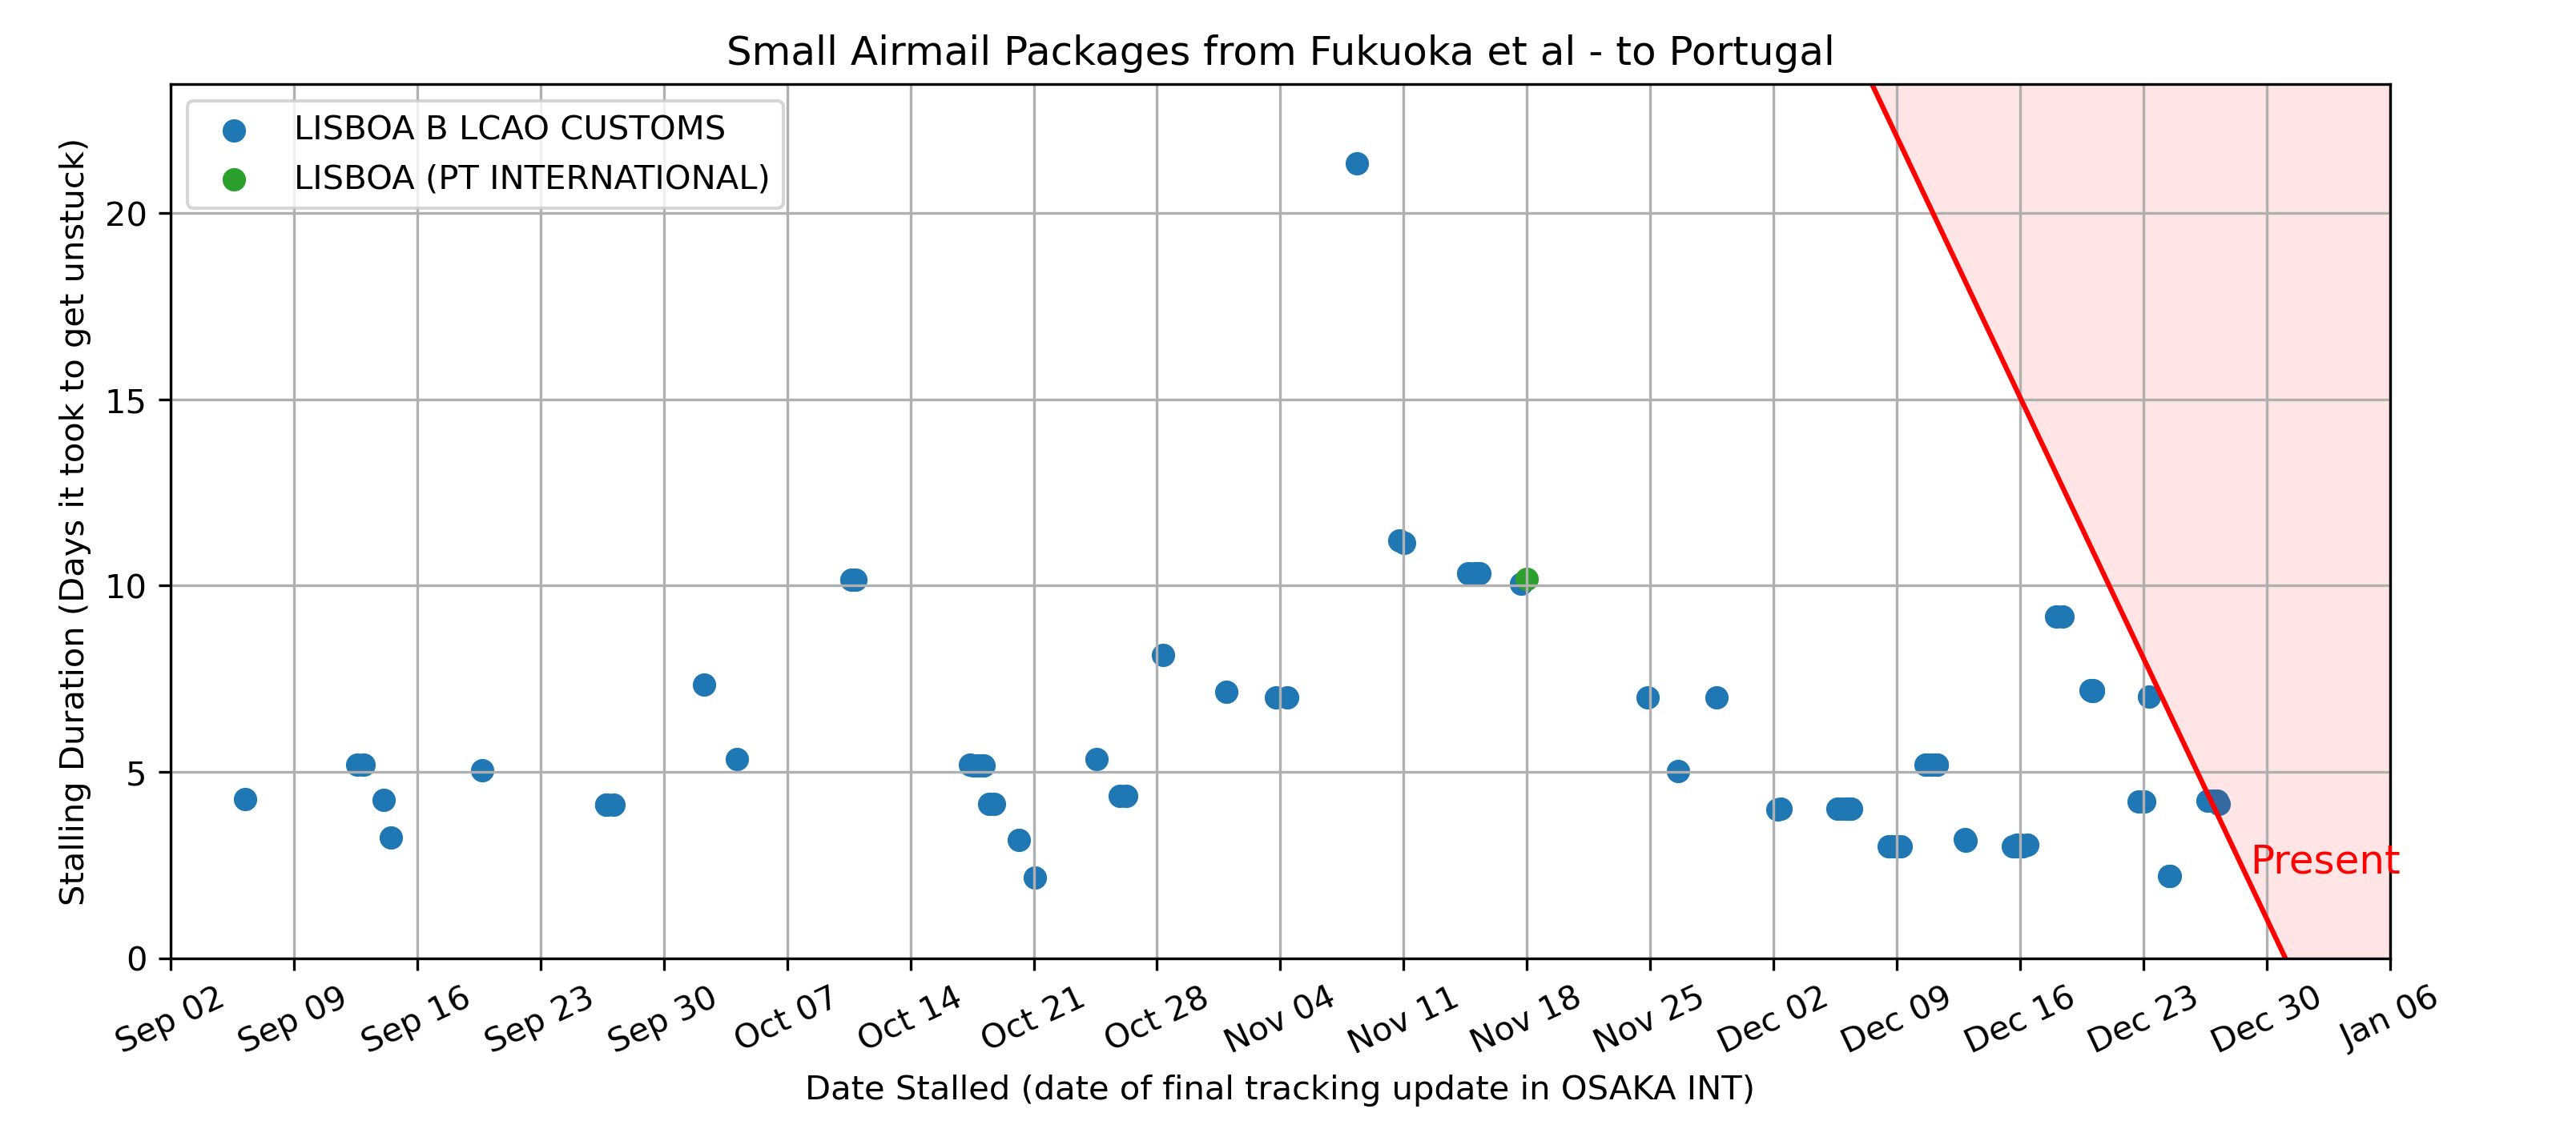 Small Airmail Packages from Fukuoka et al - to Portugal
LISBOA B LCAO CUSTOMS
LISBOA (PT INTERNATIONAL)
Stalling Duration (Days it took to get unstuck)
20
15
10
5
0
Present
Sep 02 Sep 09 Sep 16 Sep 23 Sep 30 Oct 07 Oct 14 Oct 21 Oct 28 Nov 04 Nov 11 Nov 18 Nov 25 Dec 02 Dec 09 Dec 16 Dec 23 Dec 30 Jan 06
Date Stalled (date of final tracking update in OSAKA INT)